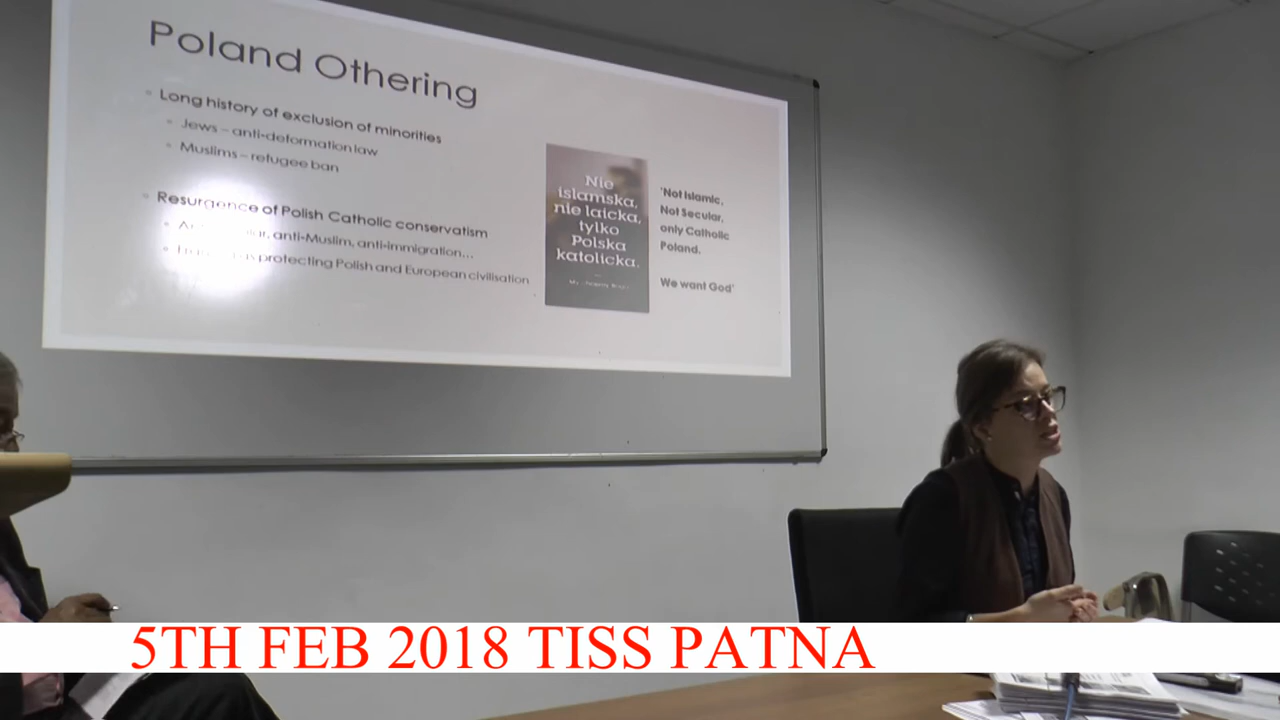 Poland Othering
Long history of exclusion of minorities
Jews – anti-deformation law
Muslims – refugee ban
Resurgence of Polish Catholic conservatism
anti-Muslim, anti-immigration...
protecting Polish and European civilisation
Nie
islamska,
nie laicka,
tylko
Polska
katolicka.
'Not Islamic,
Not Secular,
only Catholic
Poland.
We want God'
5TH FEB 2018 TISS PATNA